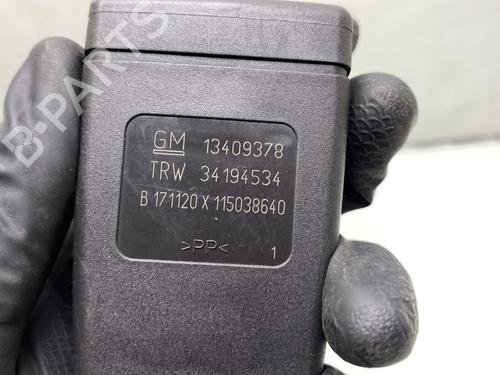 GM 13409378
TRW 34194534
B 171120 X 115038640
>PP< 1
B-PARTS